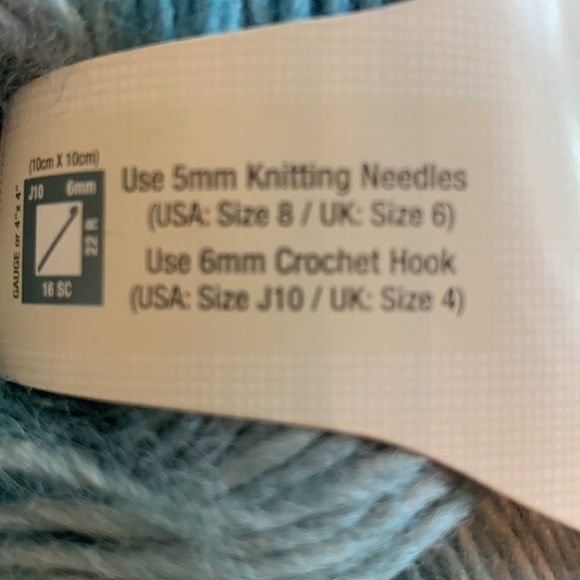 (10cm X 10cm)
J10 6mm
22 R
16 SC
GAUGE or 4"x 4"
Use 5mm Knitting Needles
(USA: Size 8 / UK: Size 6)
Use 6mm Crochet Hook
(USA: Size J10 / UK: Size 4)